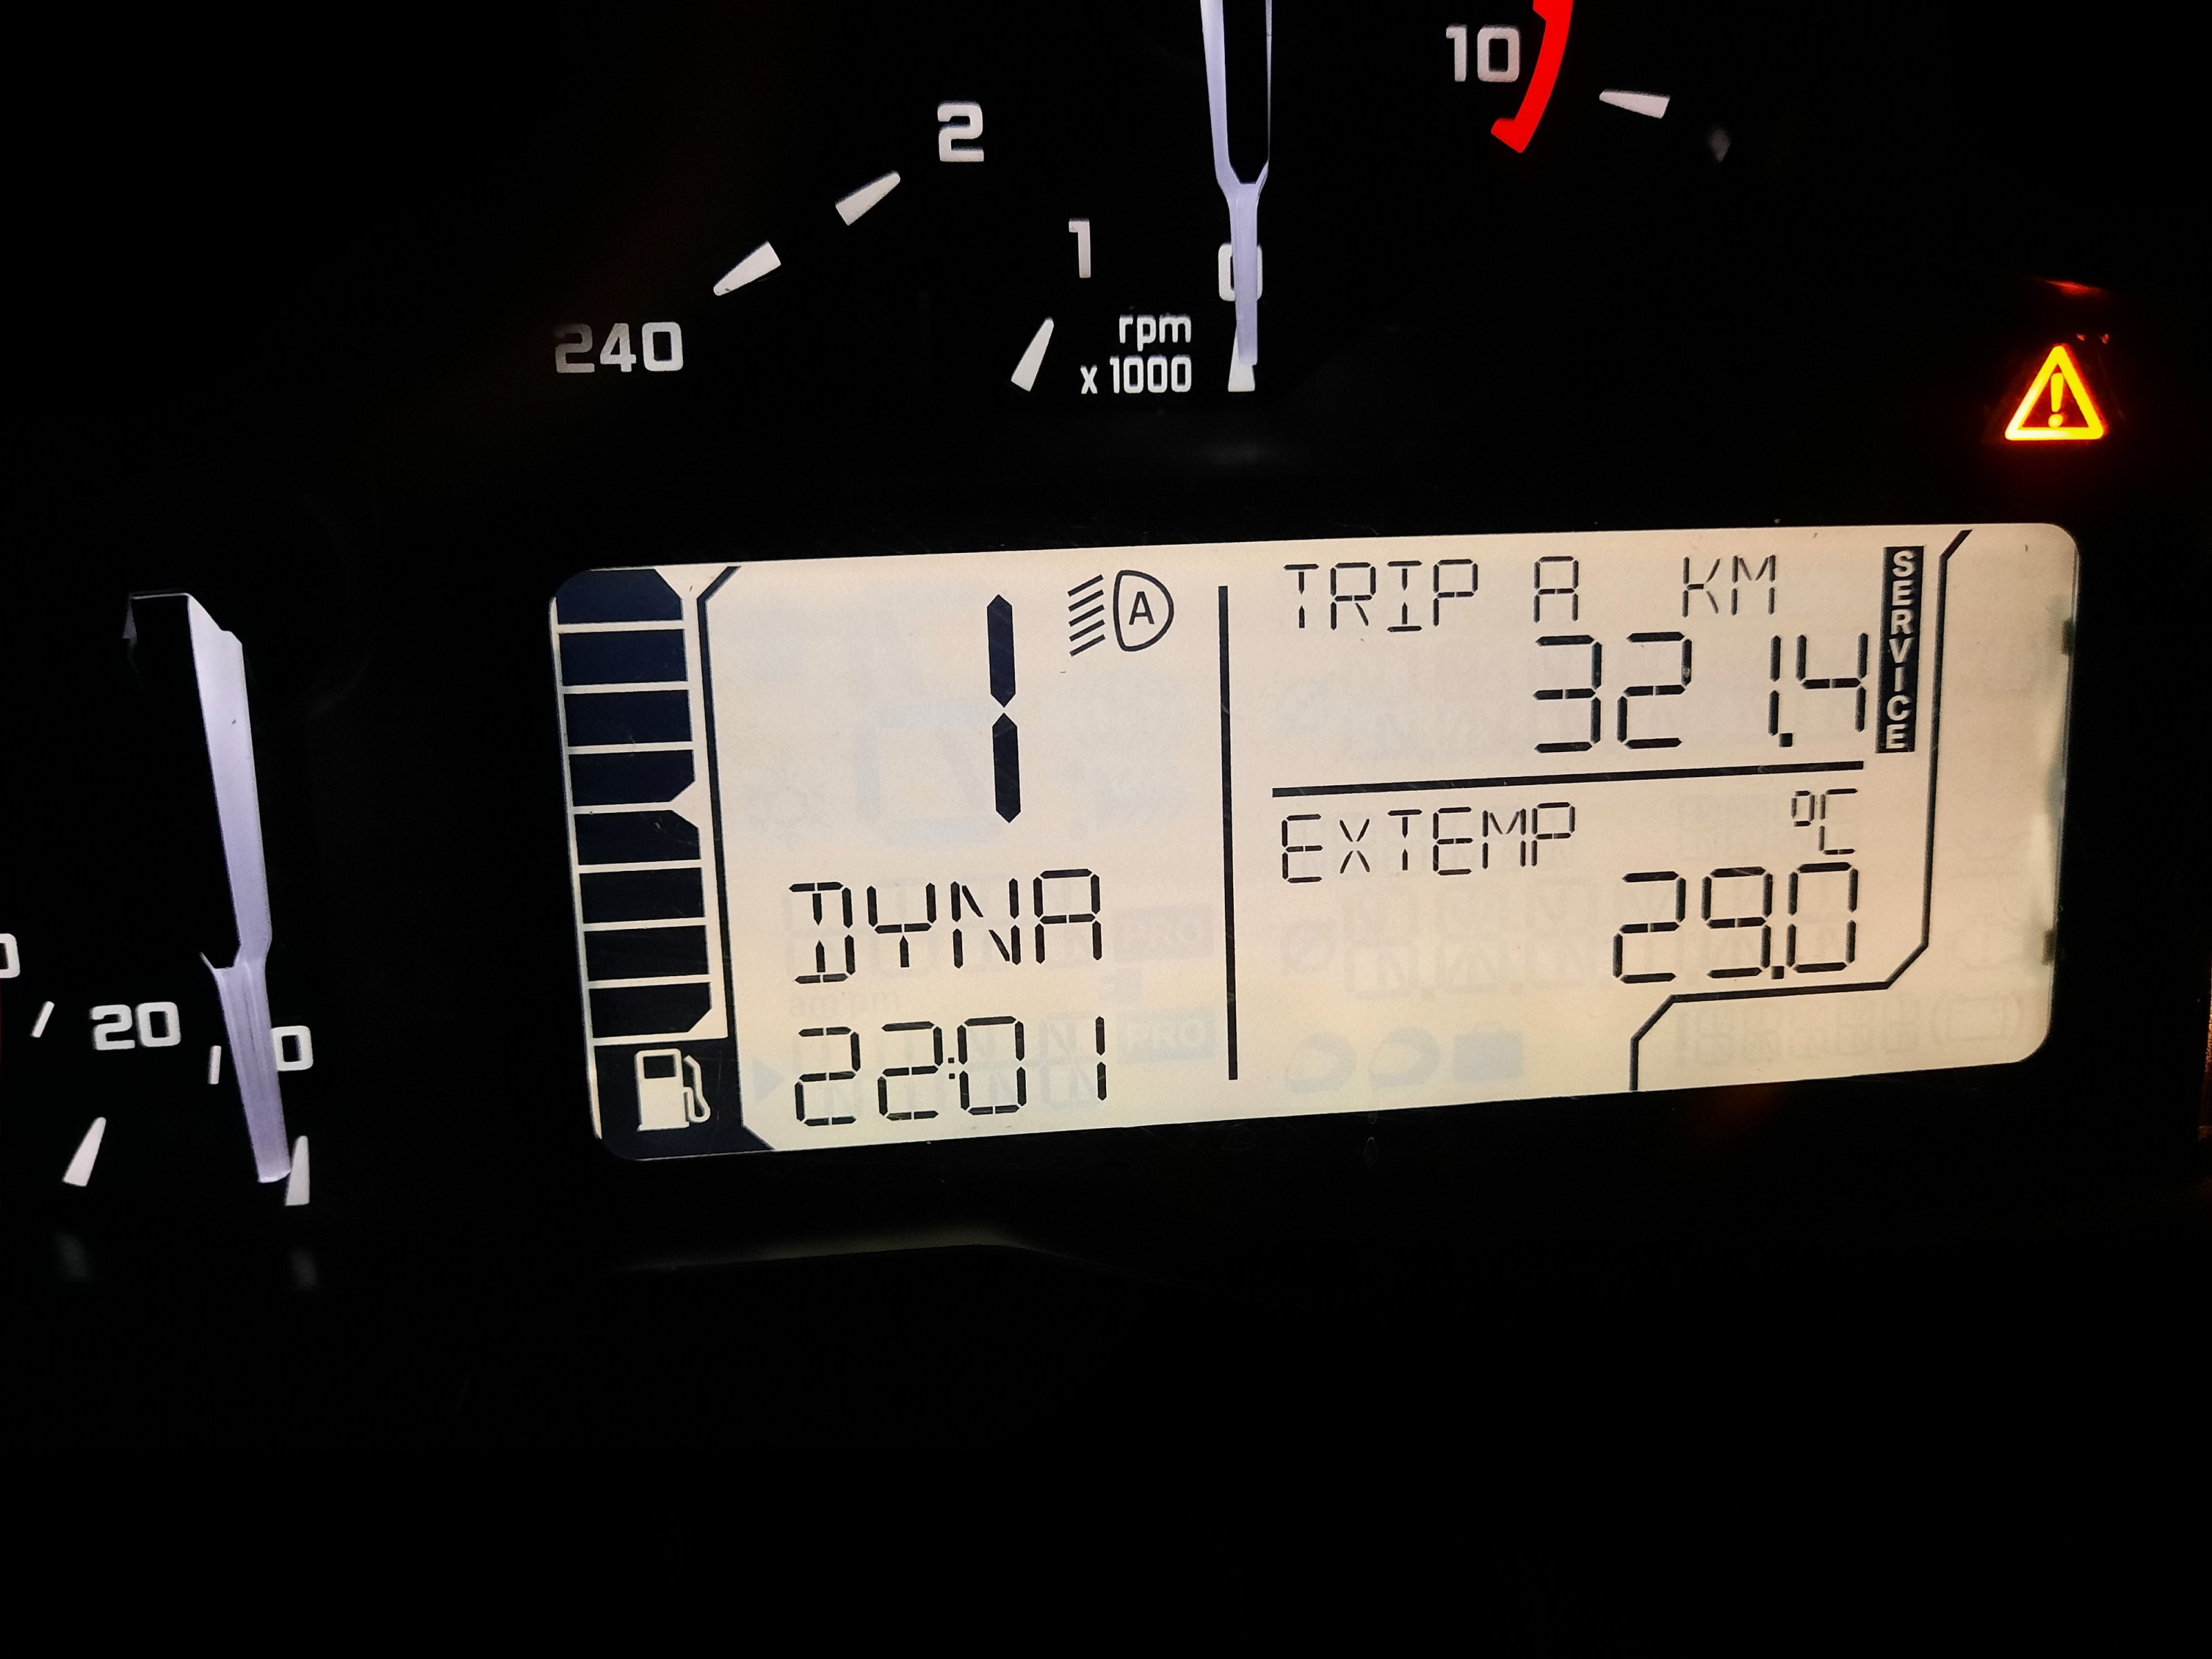 10
2
1
0
rpm
x 1000
240
TRIP A KM
321.4
SERVICE
1
A
EXTEMP °C
29.0
DYNA
22:01
20
0